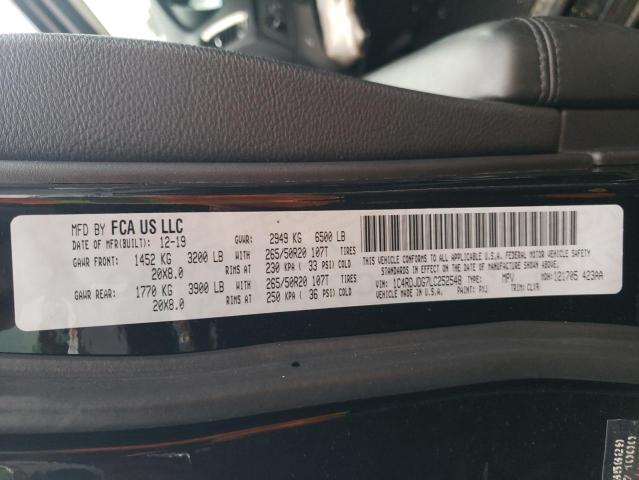 MFD BY FCA US LLC
DATE OF MFR(BUILT): 12-19 GVWR: 2949 KG 6500 LB
GAWR FRONT: 1452 KG 3200 LB WITH 265/50R20 107T TIRES
20X8.0 RIMS AT 230 KPA ( 33 PSI) COLD
GAWR REAR: 1770 KG 3900 LB WITH 265/50R20 107T TIRES
20X8.0 RIMS AT 250 KPA ( 36 PSI) COLD
THIS VEHICLE CONFORMS TO ALL APPLICABLE U.S.A. FEDERAL MOTOR VEHICLE SAFETY
STANDARDS IN EFFECT ON THE DATE OF MANUFACTURE SHOWN ABOVE.
VIN: 1C4RDJDG7LC252548 TYPE: MPV MDH: 121705 423AA
VEHICLE MADE IN U.S.A. PAINT: PXJ TRIM: CLX9